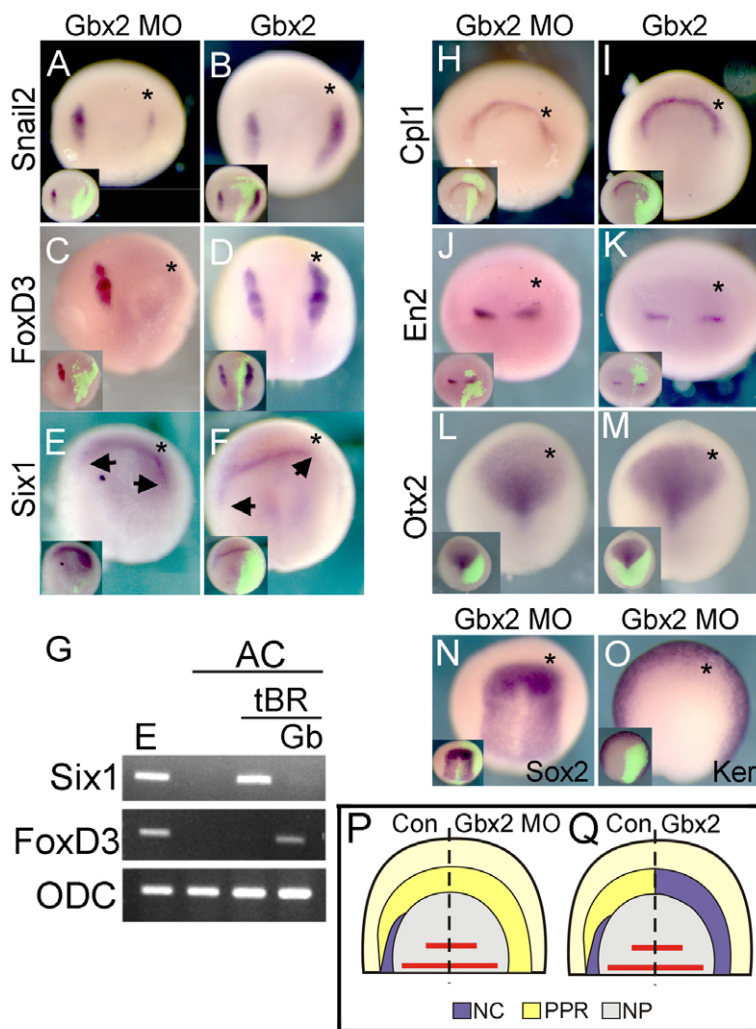 Gbx2 MO Gbx2
Snail2 A * B *
FoxD3 C * D *
Six1 E * F *
Gbx2 MO Gbx2
Cpl1 H * I *
En2 J * K *
Otx2 L * M *
Gbx2 MO Gbx2 MO
N * O *
Sox2 Ker
G
AC
tBR
E Gb
Six1
FoxD3
ODC
P Con Gbx2 MO Q Con Gbx2
NC PPR NP